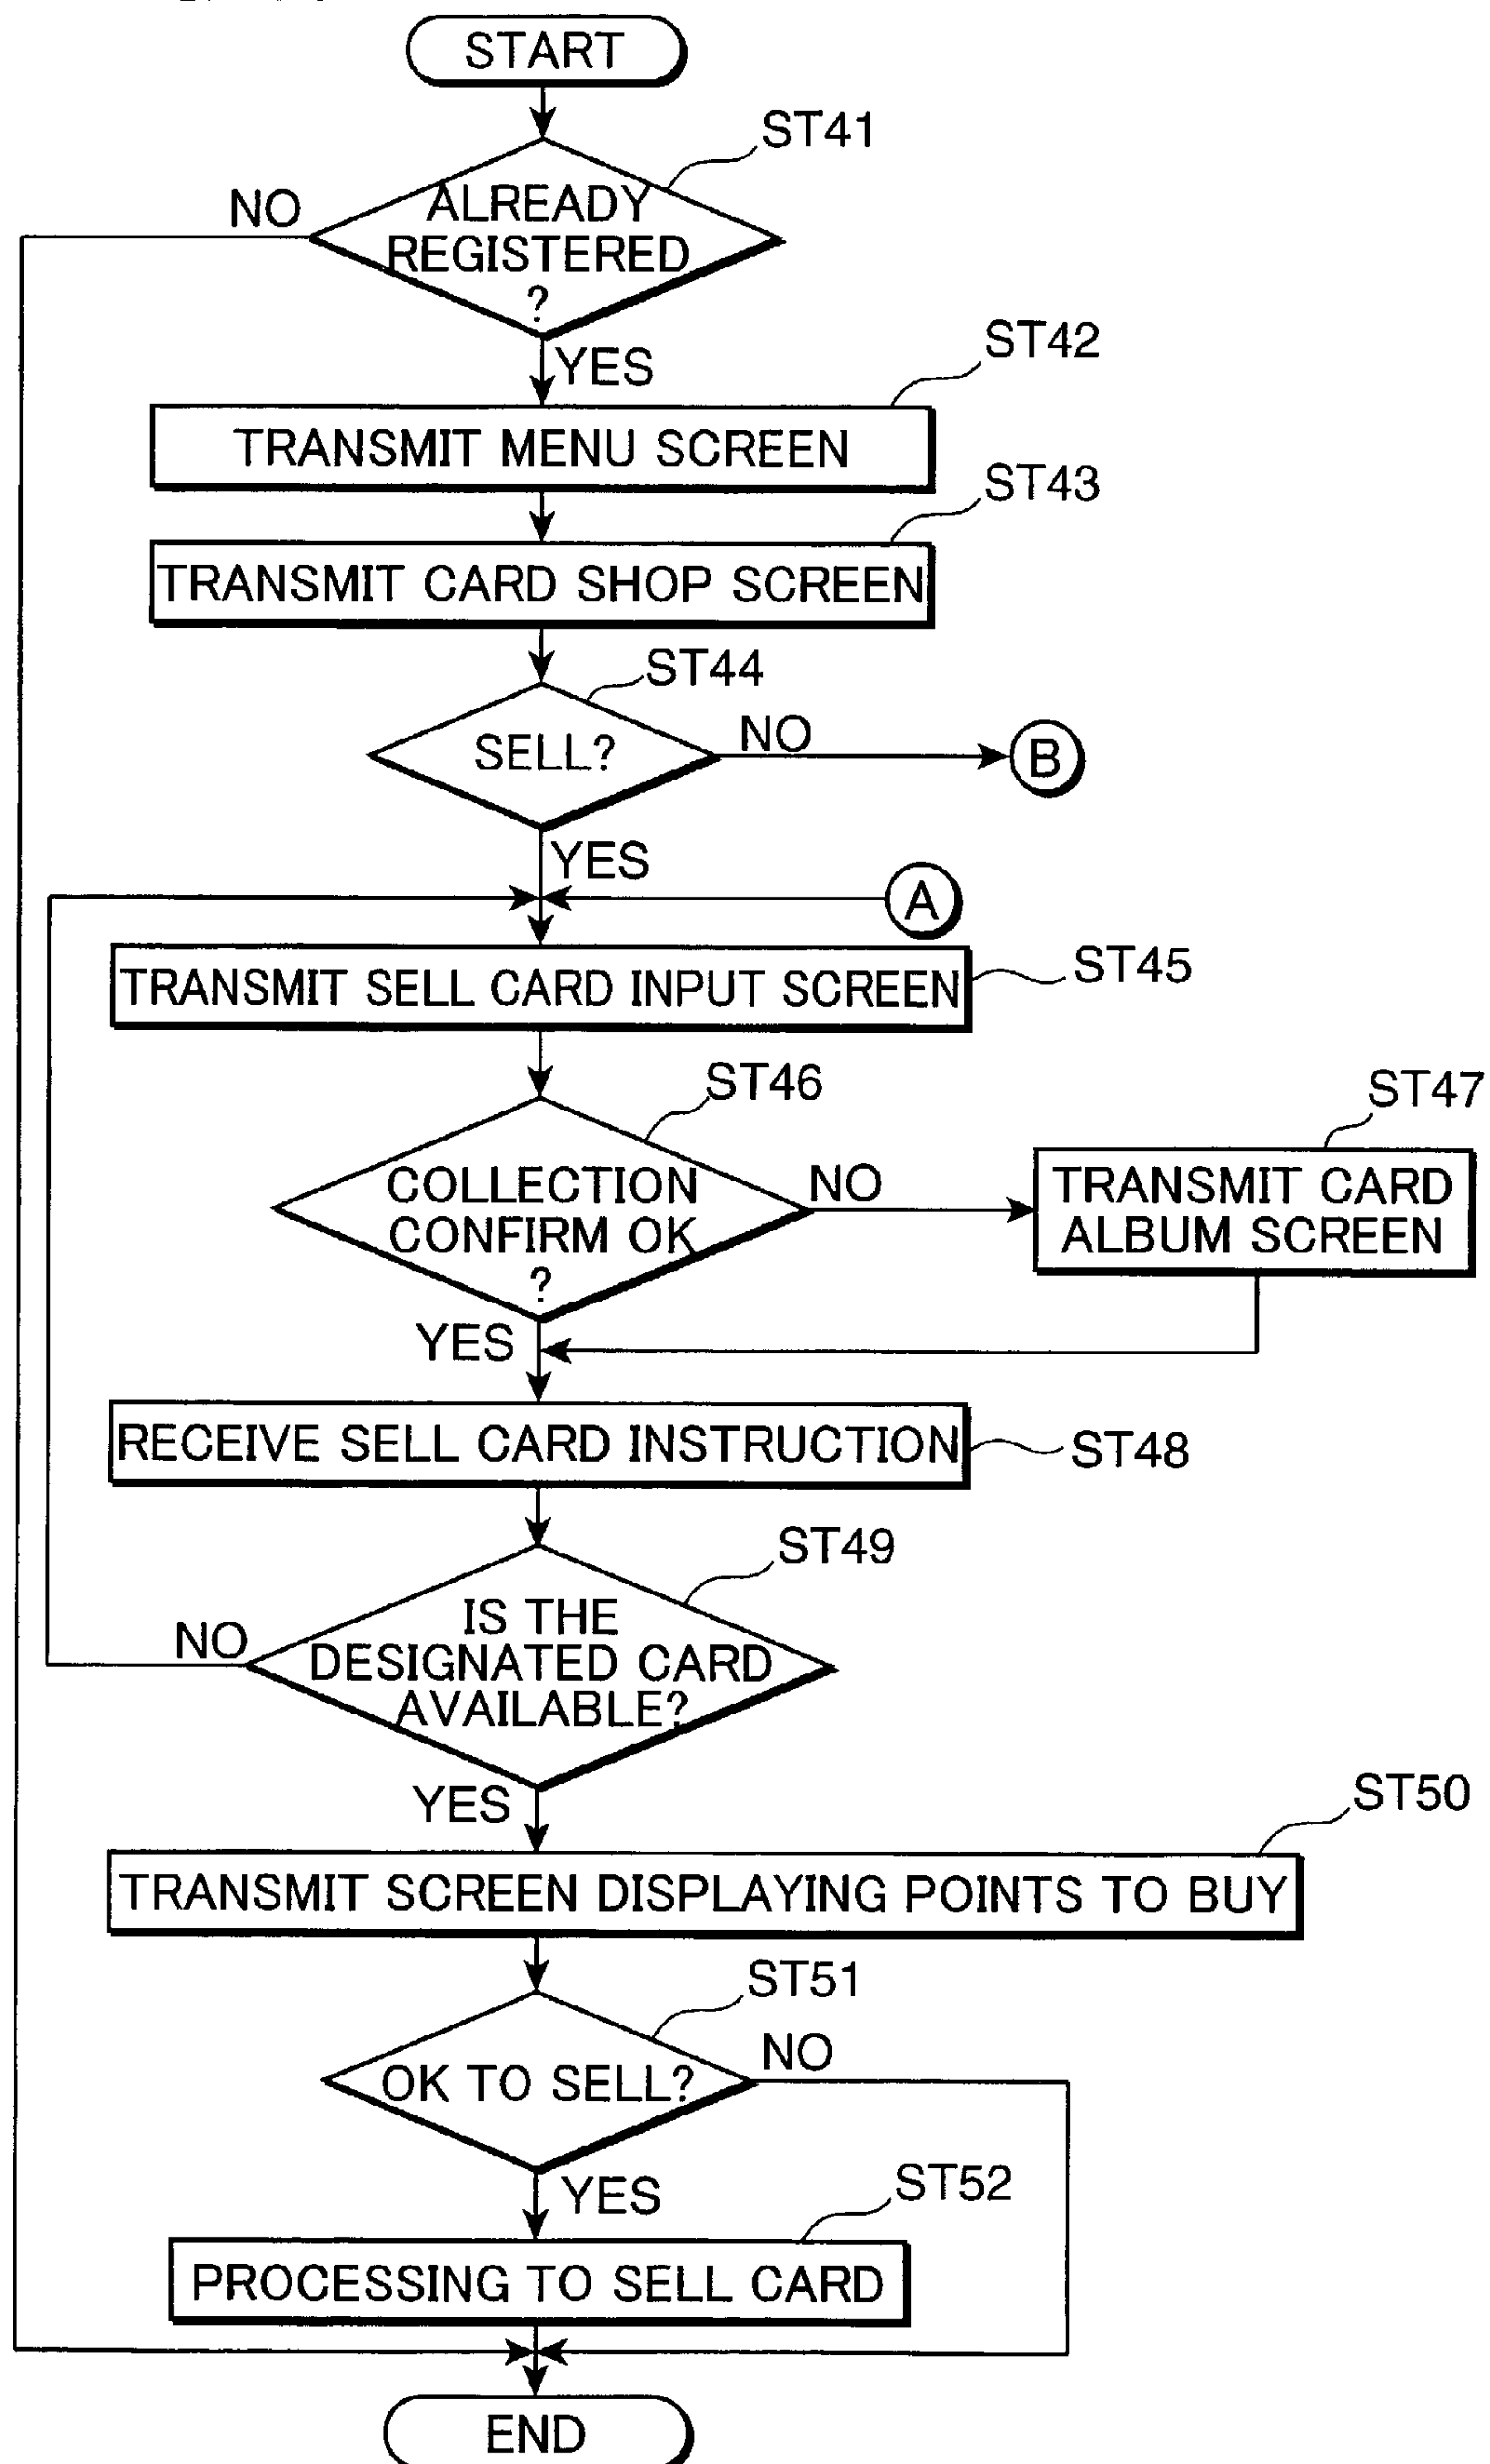 START
ST41
NO
ALREADY
REGISTERED
?
YES
ST42
TRANSMIT MENU SCREEN
ST43
TRANSMIT CARD SHOP SCREEN
ST44
SELL?
NO
B
YES
A
TRANSMIT SELL CARD INPUT SCREEN
ST45
ST46
ST47
COLLECTION
CONFIRM OK
?
NO
TRANSMIT CARD
ALBUM SCREEN
YES
RECEIVE SELL CARD INSTRUCTION
ST48
ST49
IS THE
DESIGNATED CARD
AVAILABLE?
NO
YES
ST50
TRANSMIT SCREEN DISPLAYING POINTS TO BUY
ST51
OK TO SELL?
NO
YES
ST52
PROCESSING TO SELL CARD
END